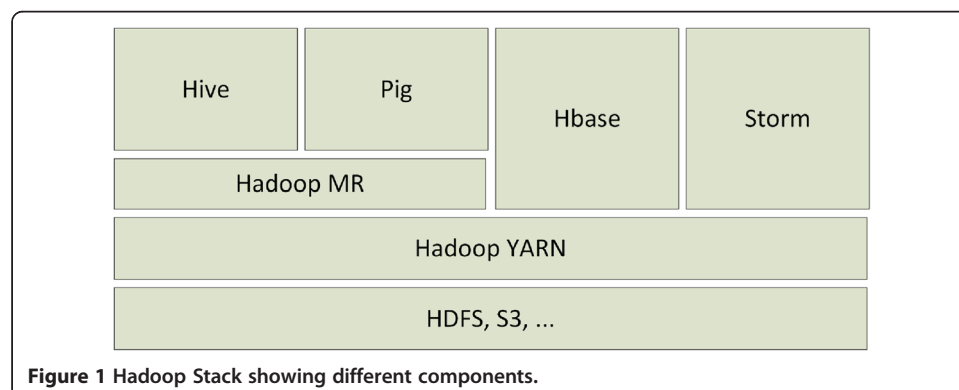 Hive
Pig
Hbase
Storm
Hadoop MR
Hadoop YARN
HDFS, S3, ...
Figure 1 Hadoop Stack showing different components.